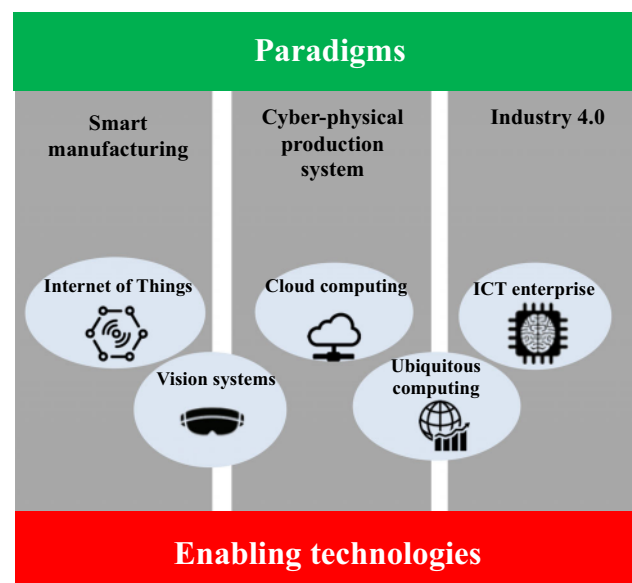 Paradigms
Smart
manufacturing
Cyber-physical
production
system
Industry 4.0
Internet of Things
Cloud computing
ICT enterprise
Vision systems
Ubiquitous
computing
Enabling technologies